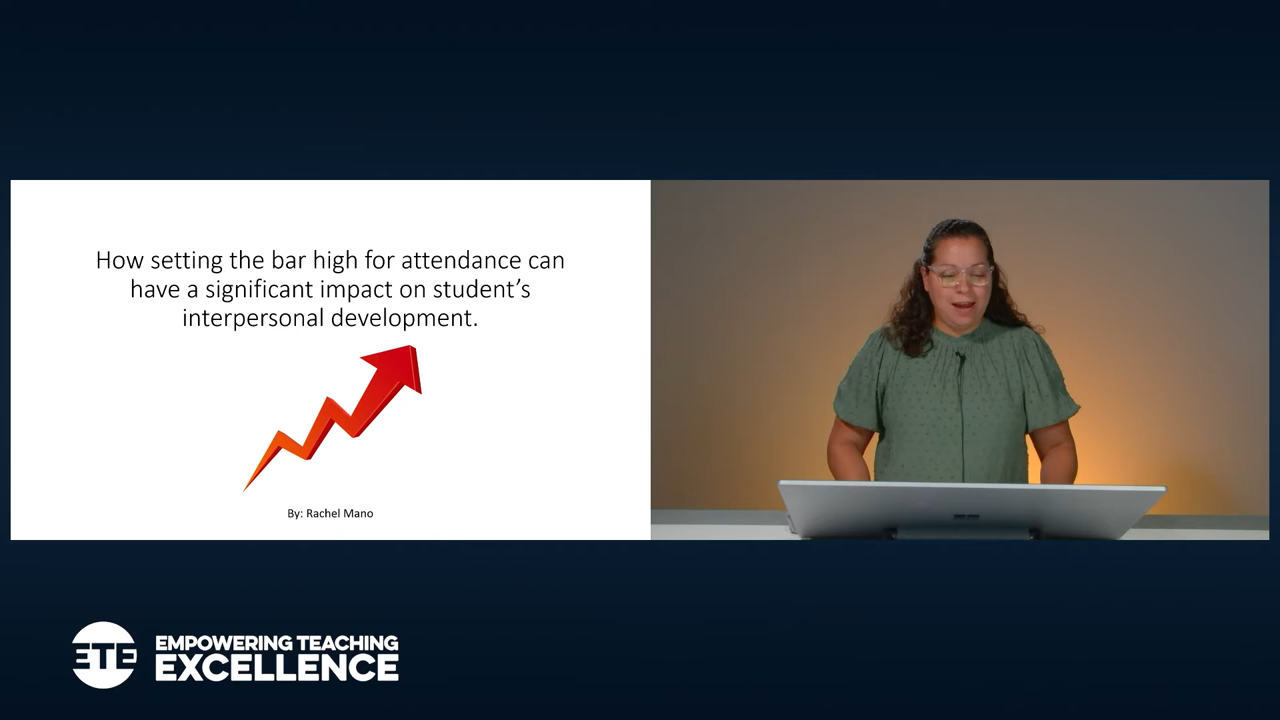 How setting the bar high for attendance can
have a significant impact on student’s
interpersonal development.
By: Rachel Mano
ETE
EMPOWERING TEACHING
EXCELLENCE